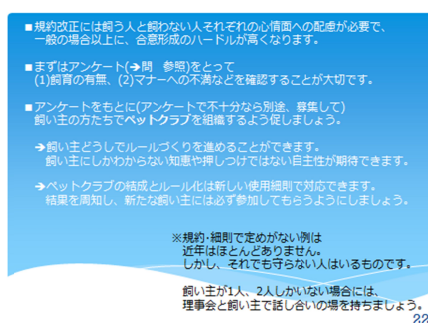 ■規約改正には飼う人と飼わない人それぞれの心情面への配慮が必要で、
一般の場合以上に、合意形成のハードルが高くなります。
■まずはアンケート(→問　参照)をとって
(1)飼育の有無、(2)マナーへの不満などを確認することが大切です。
■アンケートをもとに(アンケートで不十分なら別途、募集して)
飼い主の方たちでペットクラブを組織するよう促しましょう。
→飼い主どうしでルールづくりを進めることができます。
飼い主にしかわからない知恵や押しつけではない自主性が期待できます。
→ペットクラブの結成とルール化は新しい使用細則で対応できます。
結果を周知し、新たな飼い主には必ず参加してもらうようにしましょう。
※規約・細則で定めがない例は
近年はほとんどありません。
しかし、それでも守らない人はいるものです。
飼い主が1人、2人しかいない場合には、
理事会と飼い主で話し合いの場を持ちましょう。
22